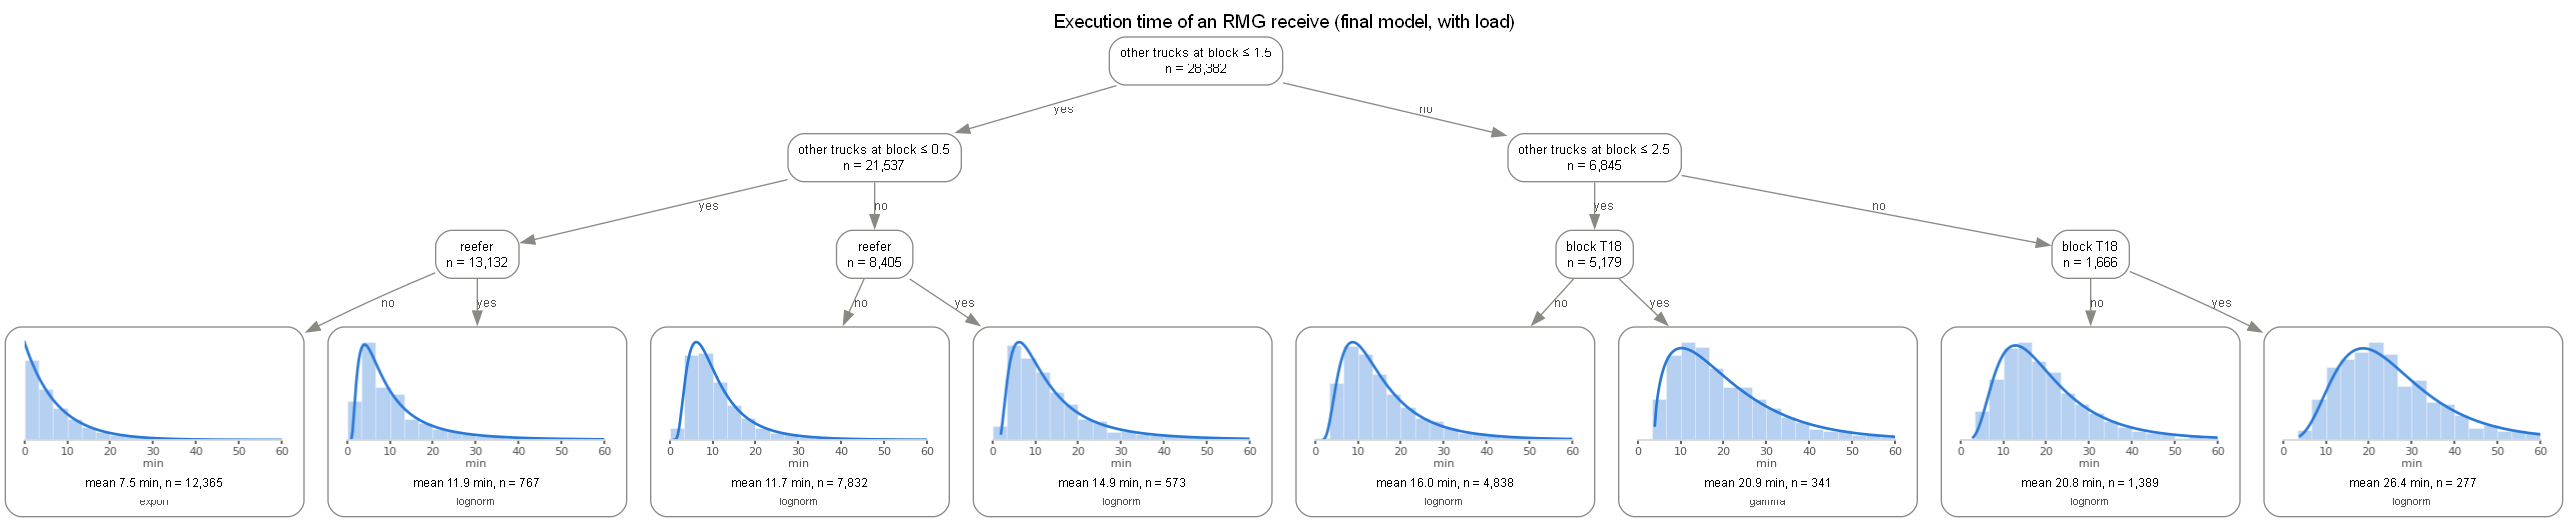 Execution time of an RMG receive (final model, with load)
other trucks at block ≤ 1.5
n = 28,382
yes
no
other trucks at block ≤ 0.5
n = 21,537
other trucks at block ≤ 2.5
n = 6,845
yes
no
yes
no
reefer
n = 13,132
reefer
n = 8,405
block T18
n = 5,179
block T18
n = 1,666
no
yes
no
yes
no
yes
no
yes
0 10 20 30 40 50 60
min
mean 7.5 min, n = 12,365
expon
0 10 20 30 40 50 60
min
mean 11.9 min, n = 767
lognorm
0 10 20 30 40 50 60
min
mean 11.7 min, n = 7,832
lognorm
0 10 20 30 40 50 60
min
mean 14.9 min, n = 573
lognorm
0 10 20 30 40 50 60
min
mean 16.0 min, n = 4,838
lognorm
0 10 20 30 40 50 60
min
mean 20.9 min, n = 341
gamma
0 10 20 30 40 50 60
min
mean 20.8 min, n = 1,389
lognorm
0 10 20 30 40 50 60
min
mean 26.4 min, n = 277
lognorm